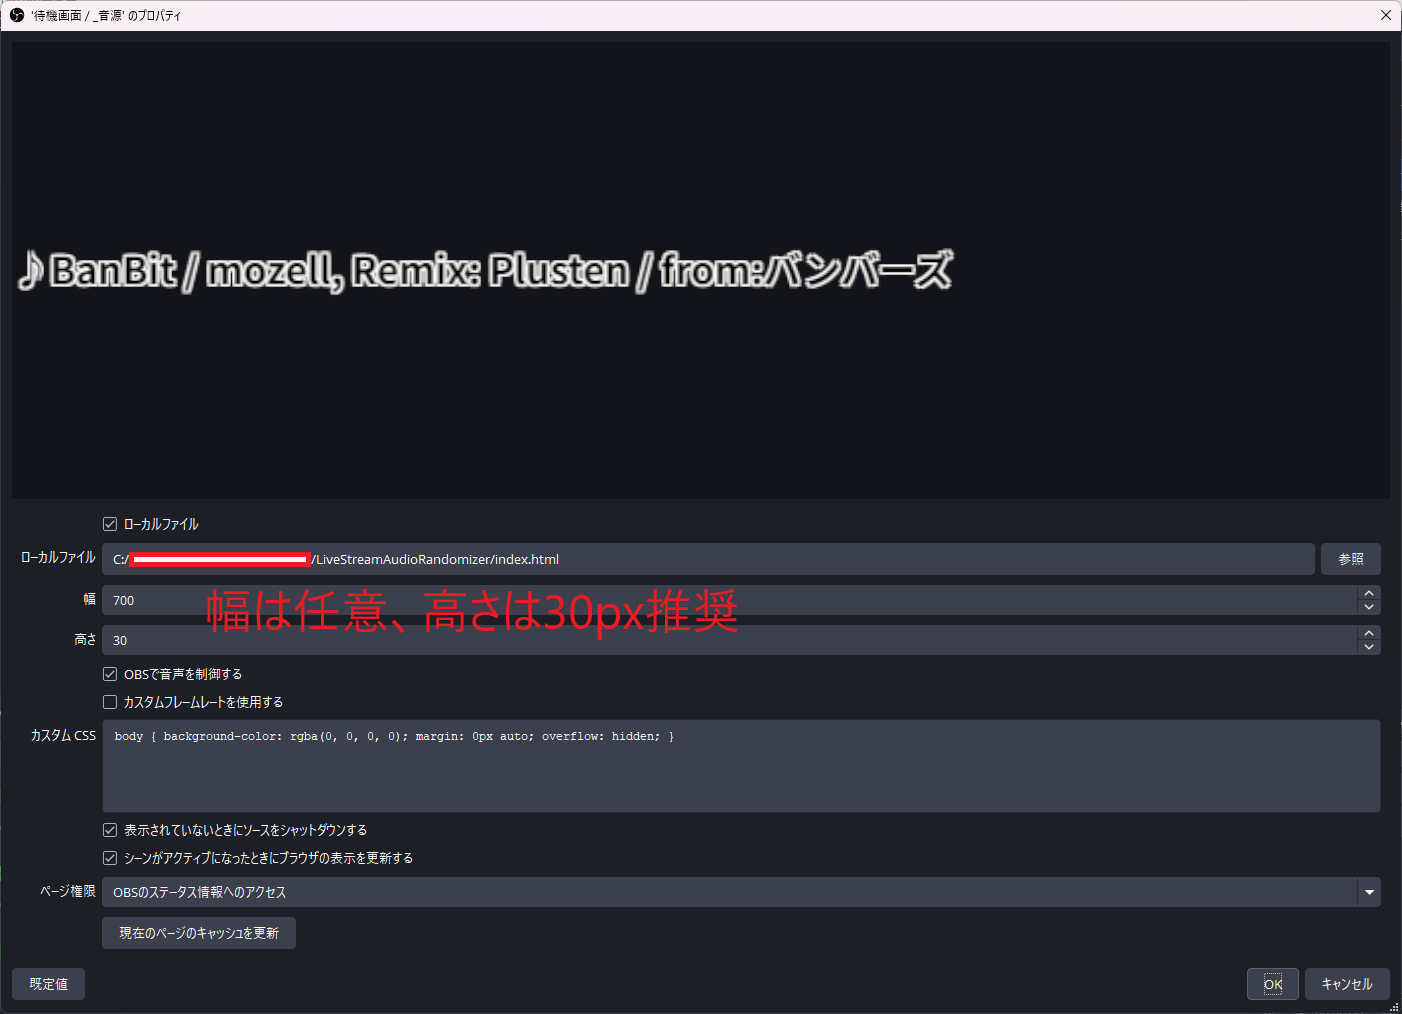 '待機画面 / _音源' のプロパティ
♪BanBit / mozell, Remix: Plusten / from:バンバーズ
ローカルファイル
ローカルファイル
C:/
/LiveStreamAudioRandomizer/index.html
参照
幅
700
幅は任意、高さは30px推奨
高さ
30
OBSで音声を制御する
カスタムフレームレートを使用する
カスタム CSS
body { background-color: rgba(0, 0, 0, 0); margin: 0px auto; overflow: hidden; }
表示されていないときにソースをシャットダウンする
シーンがアクティブになったときにブラウザの表示を更新する
ページ権限
OBSのステータス情報へのアクセス
現在のページのキャッシュを更新
既定値
OK
キャンセル